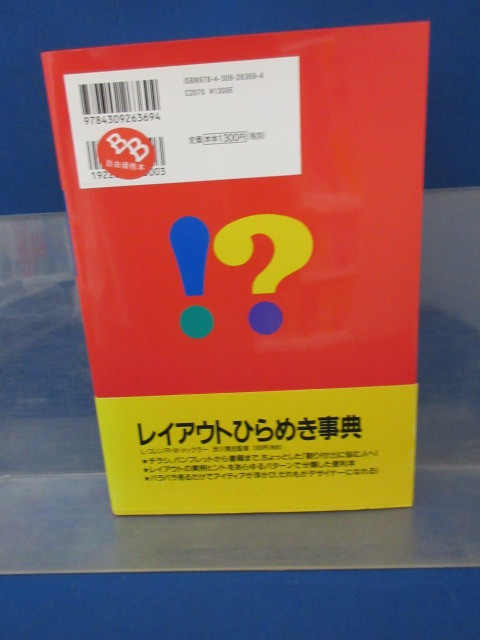 ISBN978-4-309-26369-4
C2070 ¥1300E
9784309263694
定価 本体1300円(税別)
BB
自由価格本
!?
レイアウトひらめき事典
★チラシ、パンフレットから書籍まで、ちょっとした「割り付け」に悩む人へ!
★レイアウトの実例ヒントをあらゆるパターンで分類した便利本
★パラパラ見るだけでアイディアが浮かび、だれもがデザイナーになれる!